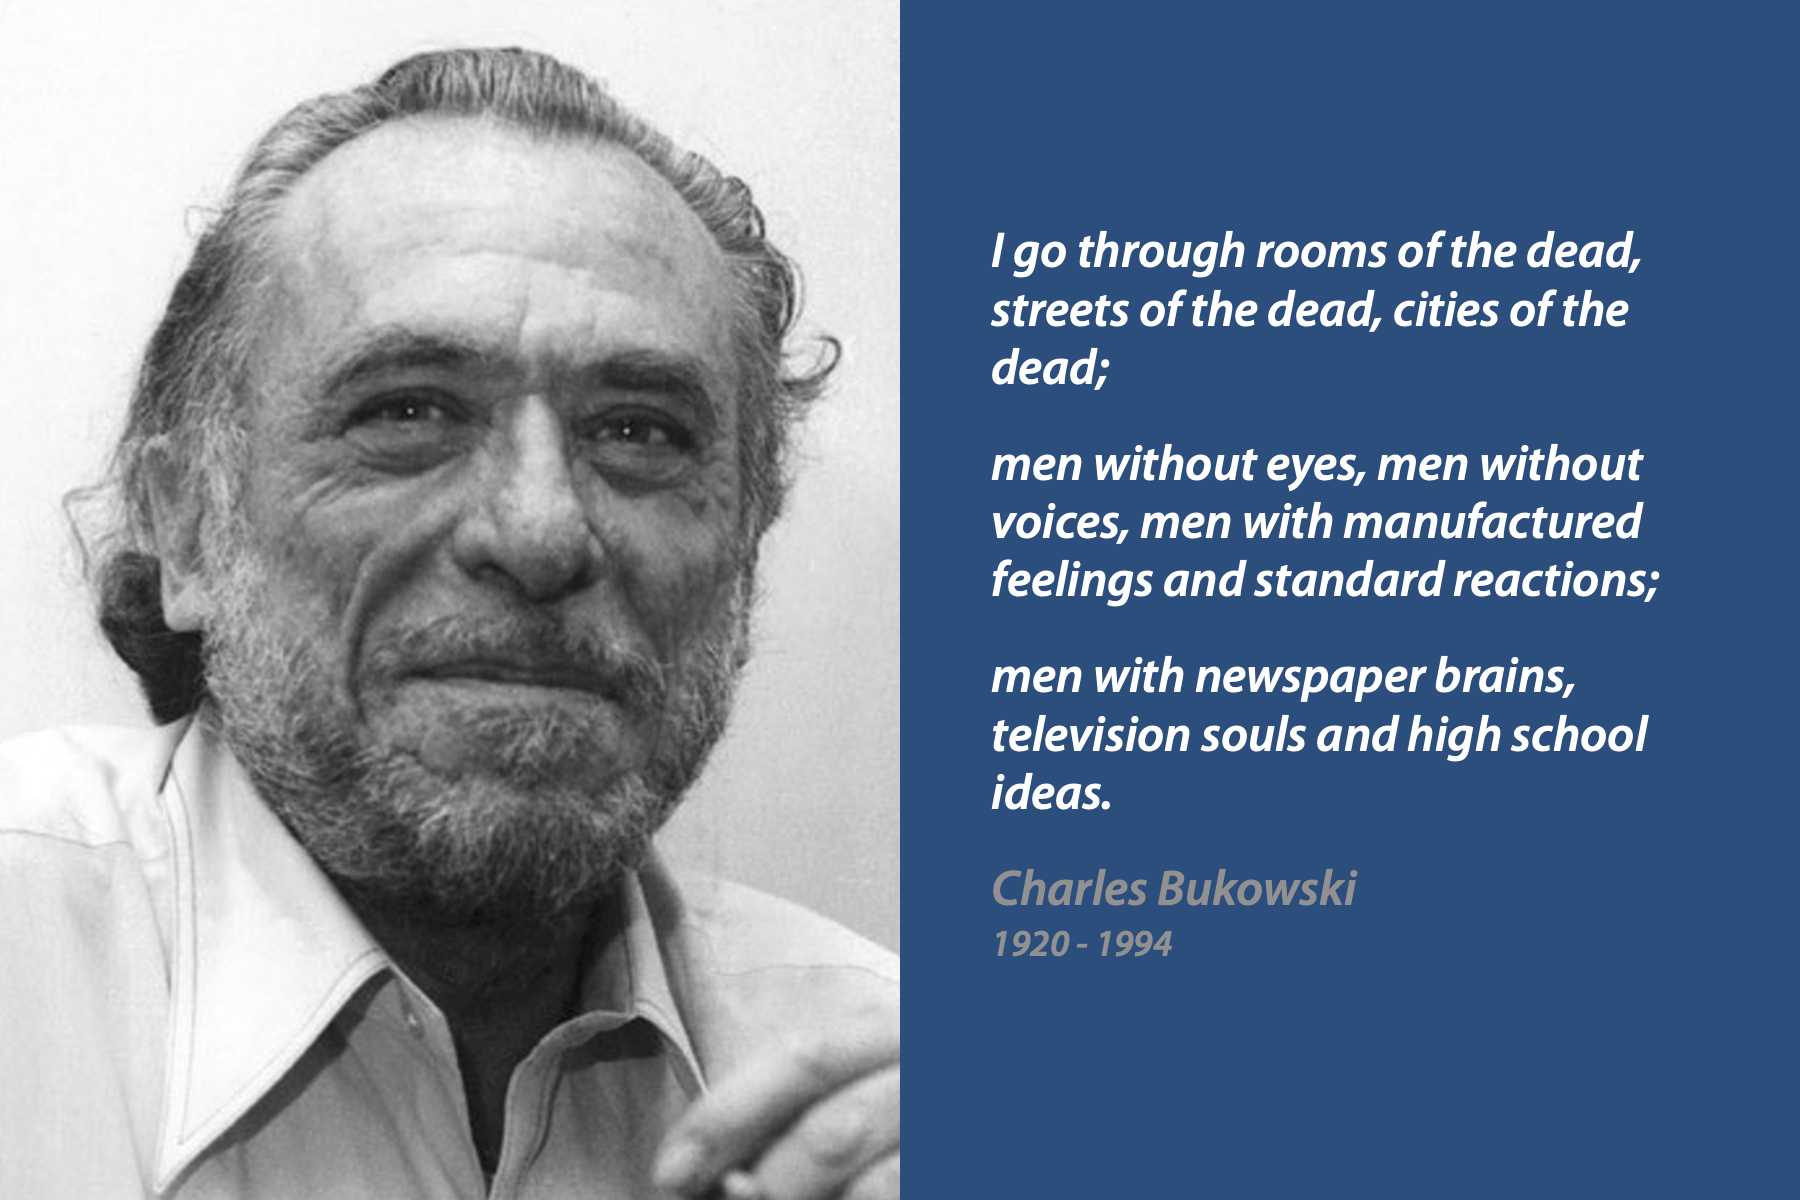 I go through rooms of the dead,
streets of the dead, cities of the
dead;
men without eyes, men without
voices, men with manufactured
feelings and standard reactions;
men with newspaper brains,
television souls and high school
ideas.
Charles Bukowski
1920 - 1994